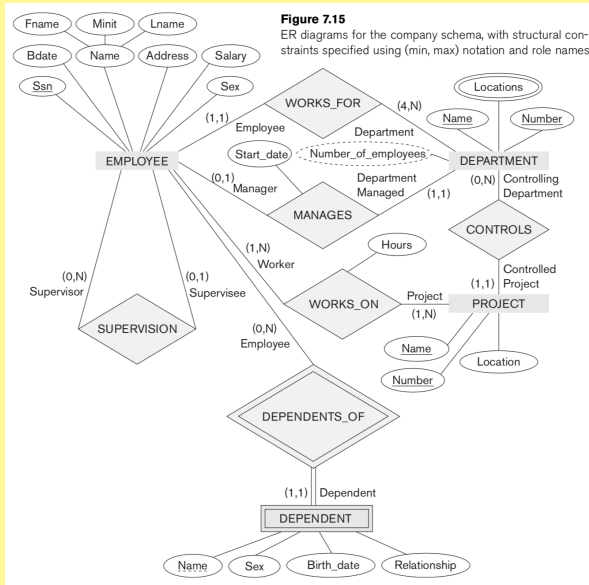 Figure 7.15
ER diagrams for the company schema, with structural con-
straints specified using (min, max) notation and role names
Fname Minit Lname
Bdate Name Address Salary
Ssn Sex
Locations
Name Number
WORKS_FOR
(1,1) Employee
(4,N) Department
Start_date
Number_of_employees
EMPLOYEE
DEPARTMENT
(0,1) Manager
Department
Managed
(1,1)
MANAGES
(0,N) Controlling
Department
CONTROLS
(1,N)
Worker
Hours
(0,N)
Supervisor
(0,1)
Supervisee
WORKS_ON
Project
(1,N)
(1,1) Controlled
Project
PROJECT
SUPERVISION
(0,N)
Employee
Name
Number
Location
DEPENDENTS_OF
(1,1) Dependent
DEPENDENT
Name Sex Birth_date Relationship